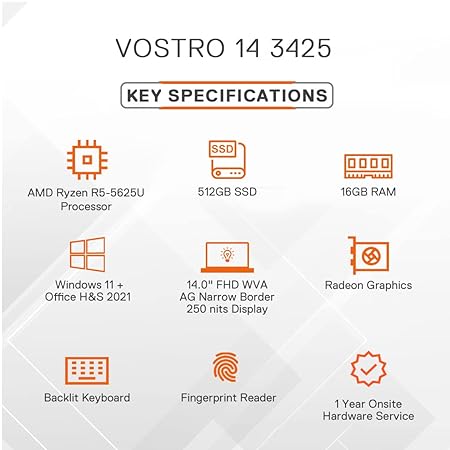 VOSTRO 14 3425
KEY SPECIFICATIONS
SSD
AMD Ryzen R5-5625U
Processor
512GB SSD
16GB RAM
Windows 11 +
Office H&S 2021
14.0" FHD WVA
AG Narrow Border
250 nits Display
Radeon Graphics
Backlit Keyboard
Fingerprint Reader
1 Year Onsite
Hardware Service